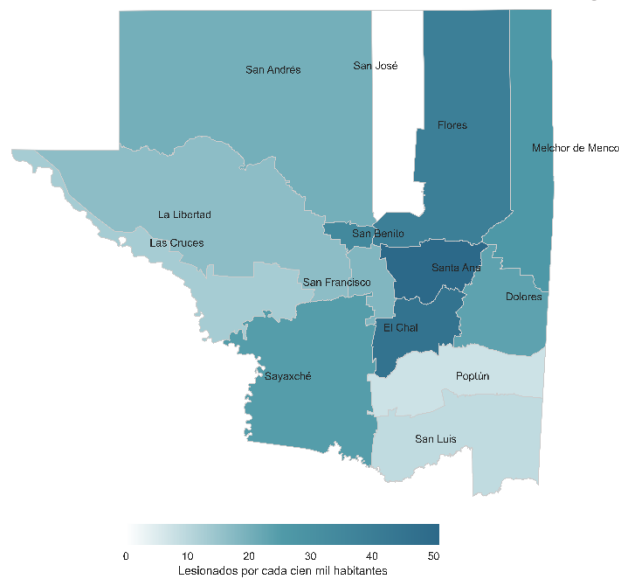 San Andrés
San José
Flores
Melchor de Menco
La Libertad
San Benito
Las Cruces
Santa Ana
San Francisco
Dolores
El Chal
Sayaxché
Poptún
San Luis
0 10 20 30 40 50
Lesionados por cada cien mil habitantes